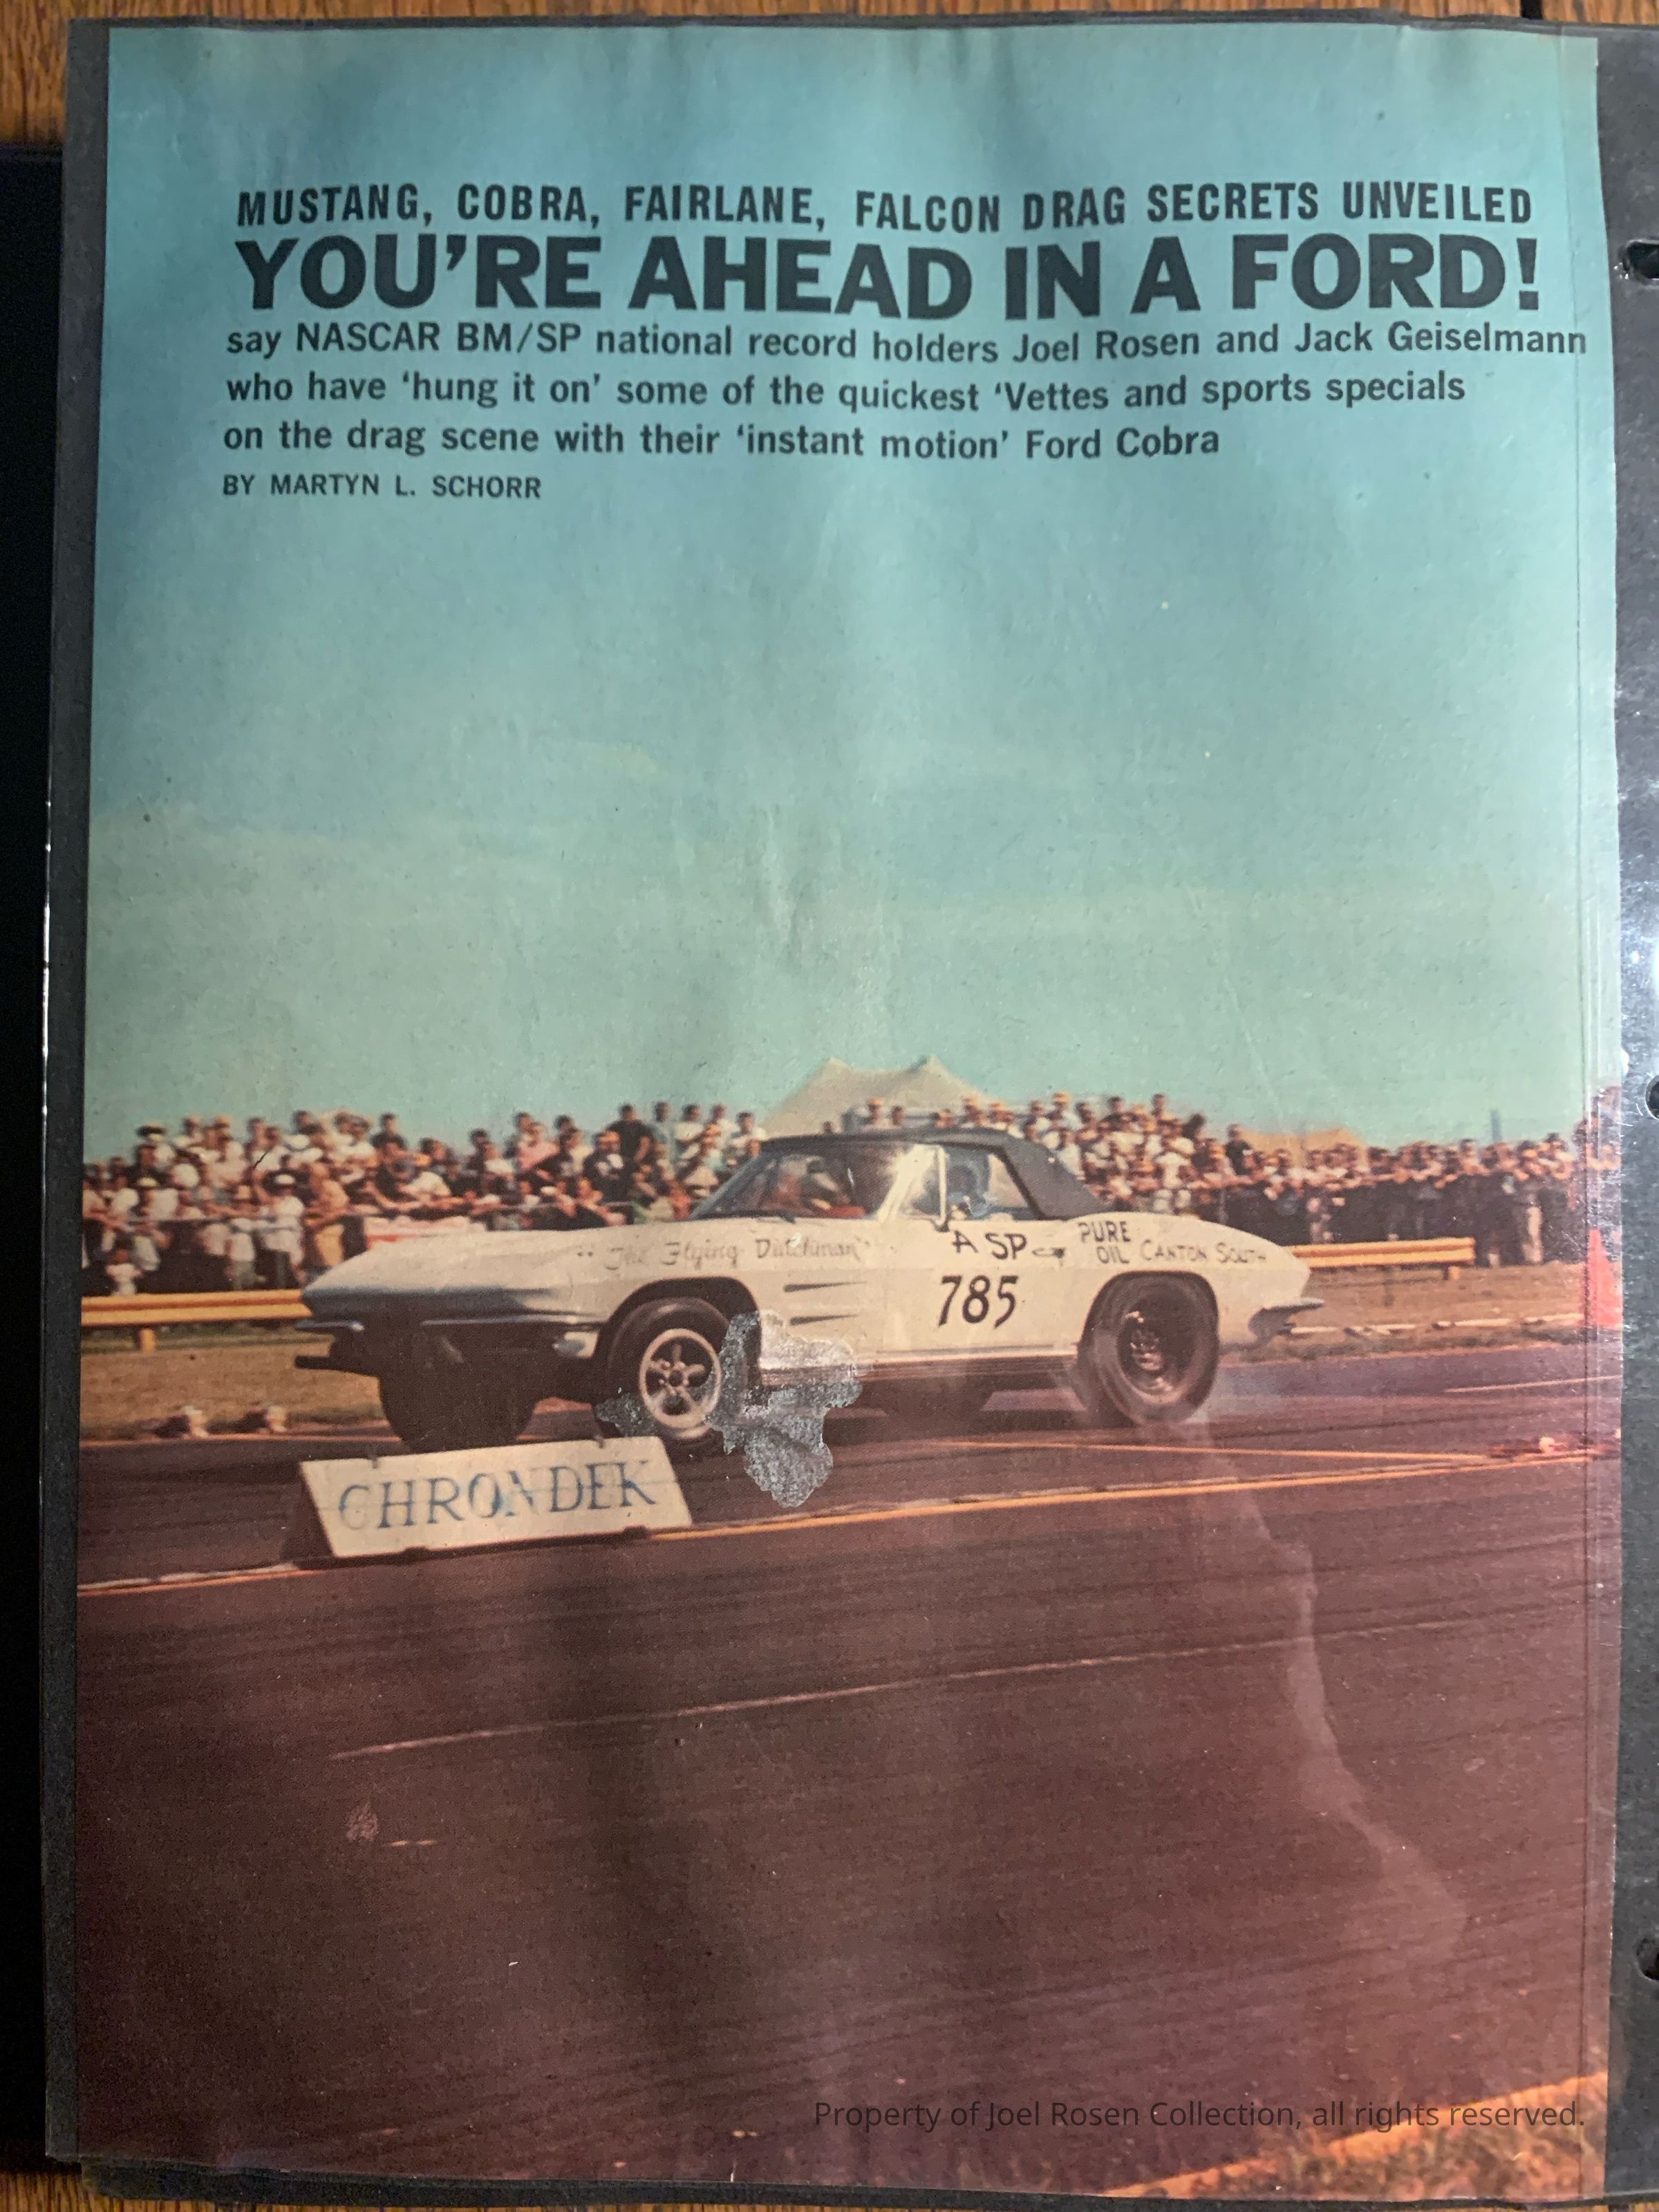 MUSTANG, COBRA, FAIRLANE, FALCON DRAG SECRETS UNVEILED
YOU'RE AHEAD IN A FORD!
say NASCAR BM/SP national record holders Joel Rosen and Jack Geiselmann
who have 'hung it on' some of the quickest 'Vettes and sports specials
on the drag scene with their 'instant motion' Ford Cobra
BY MARTYN L. SCHORR
"The Flying Dutchman"
A SP
PURE
OIL CANTON SOUTH
785
CHRONDEK
Property of Joel Rosen Collection, all rights reserved.